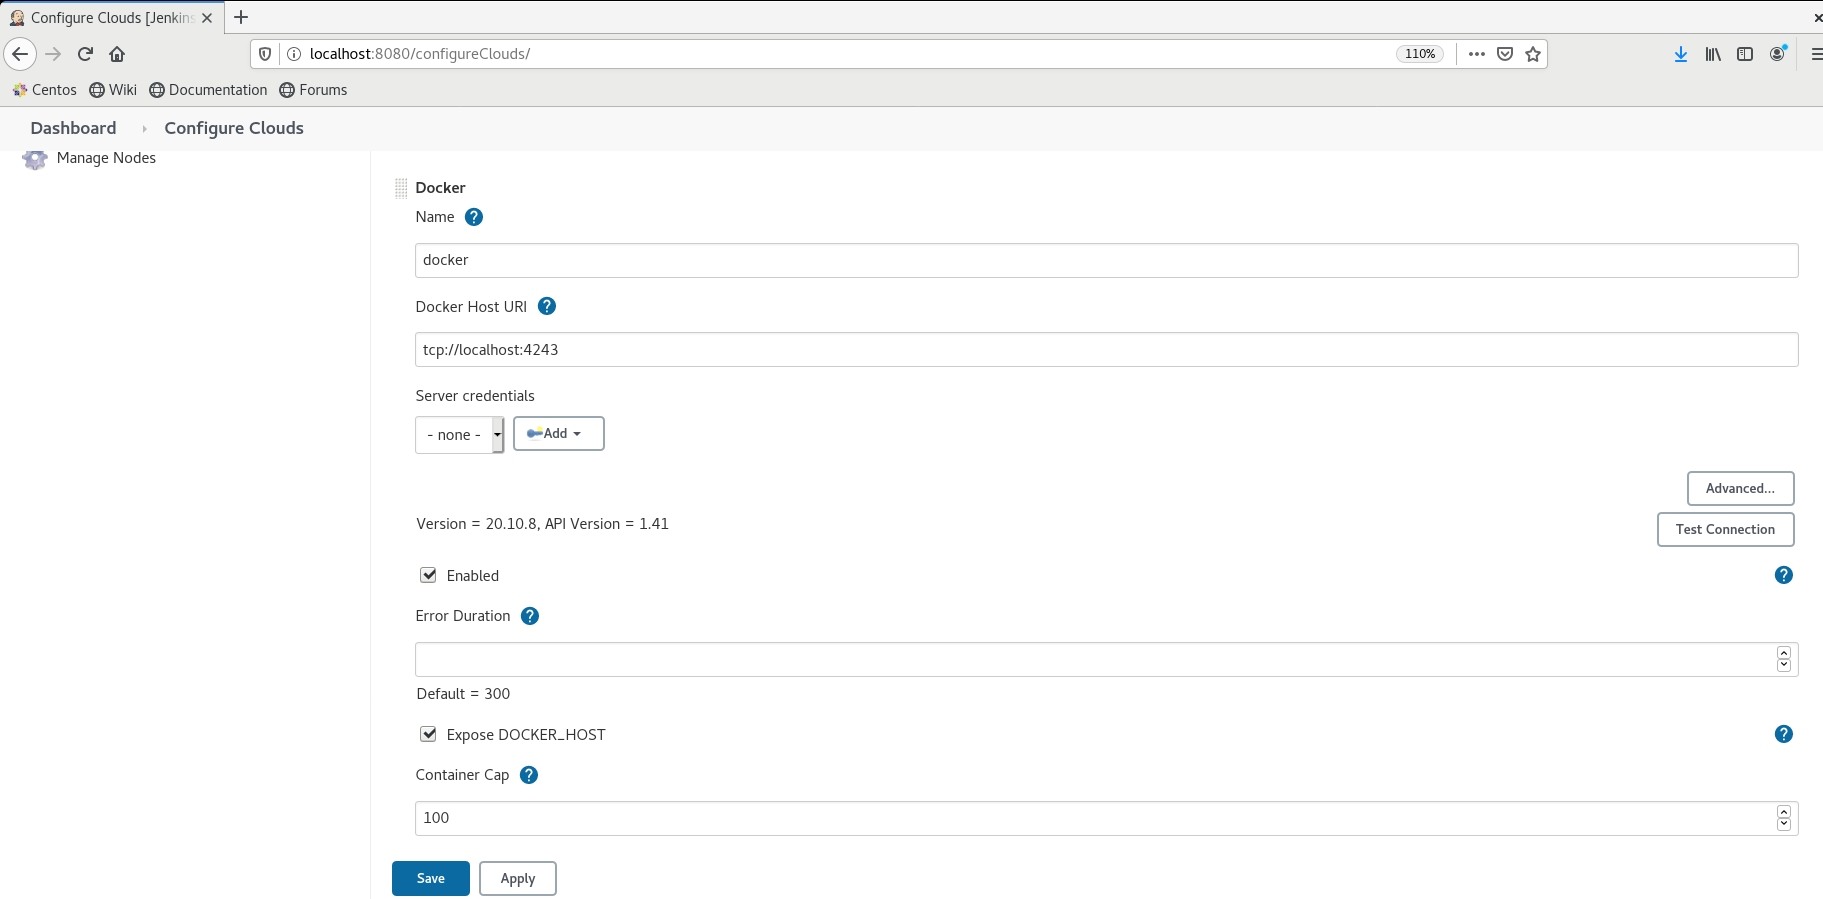 Configure Clouds [Jenkins
localhost:8080/configureClouds/
110%
Centos Wiki Documentation Forums
Dashboard Configure Clouds
Manage Nodes
Docker
Name ?
docker
Docker Host URI ?
tcp://localhost:4243
Server credentials
- none - Add
Advanced...
Version = 20.10.8, API Version = 1.41
Test Connection
Enabled ?
Error Duration ?
Default = 300
Expose DOCKER_HOST ?
Container Cap ?
100
Save Apply